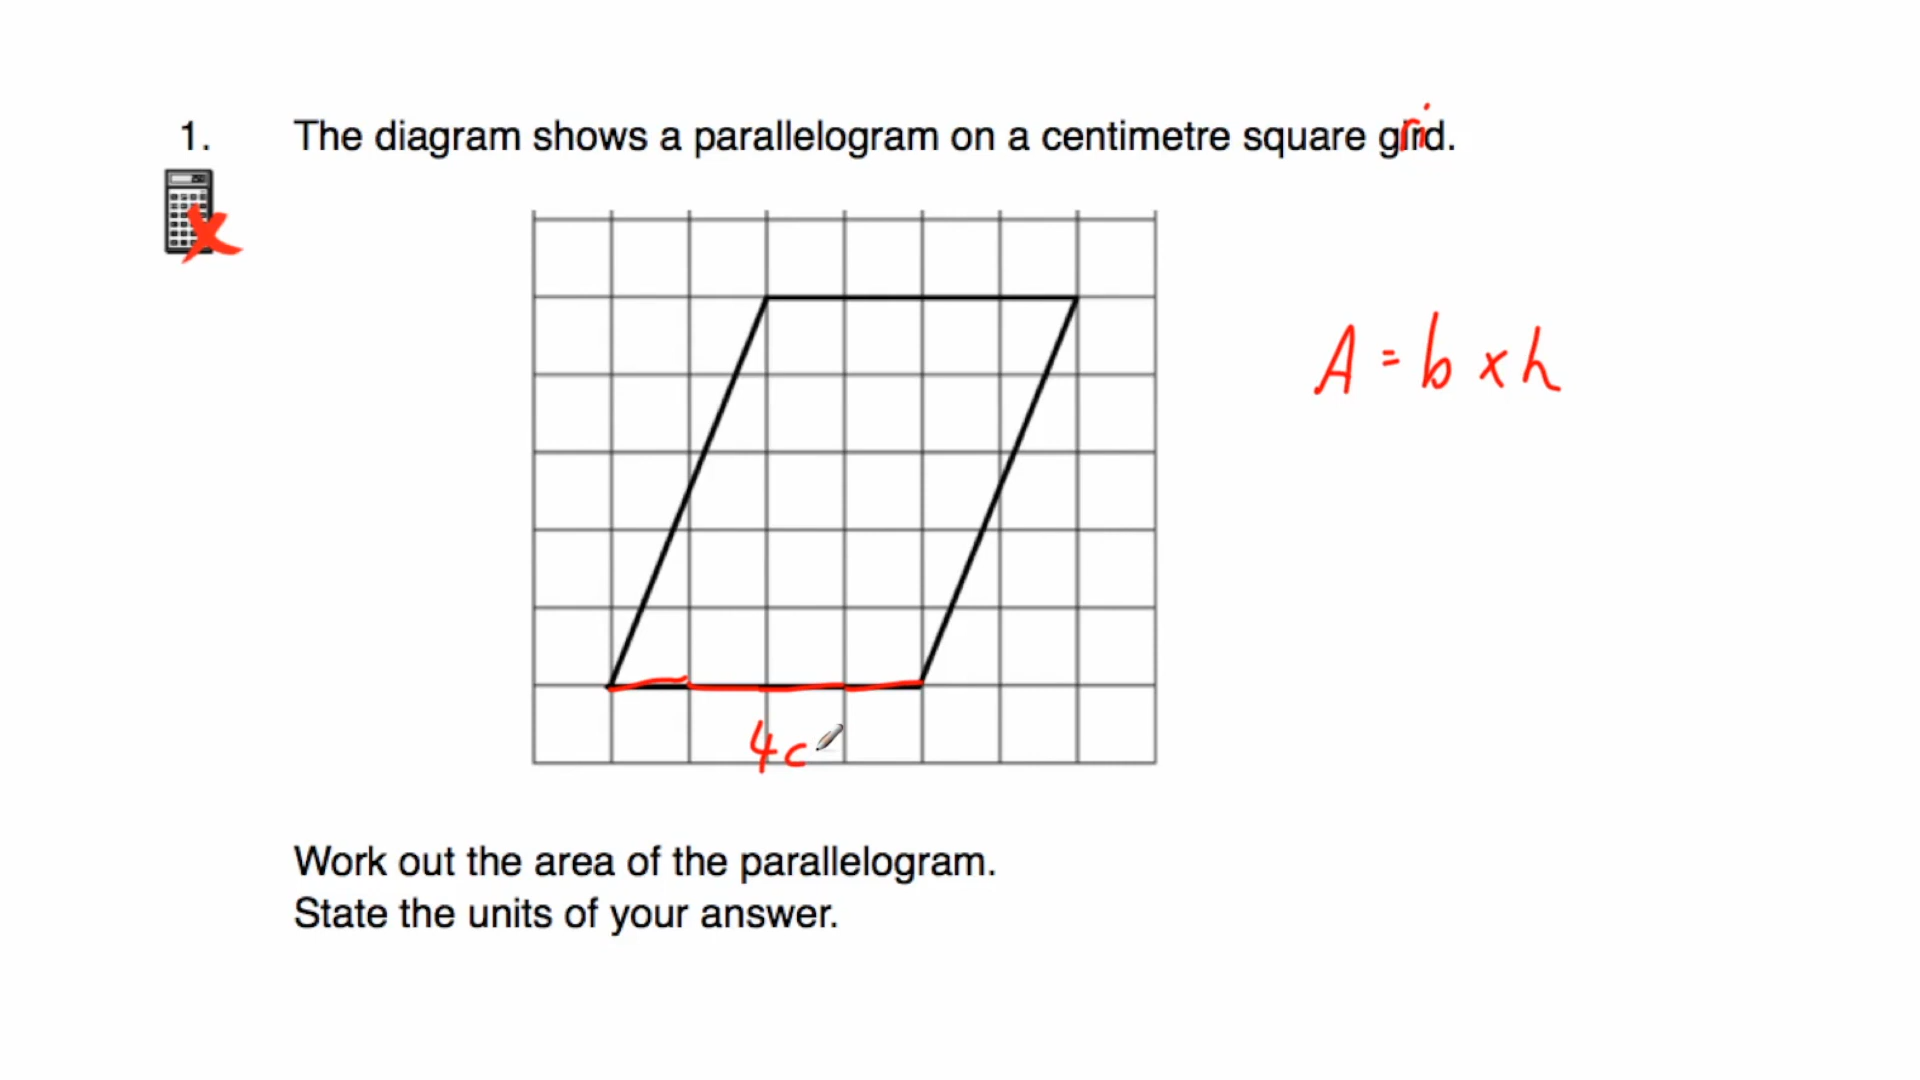 1. The diagram shows a parallelogram on a centimetre square grid.
A = b x h
4c
Work out the area of the parallelogram.
State the units of your answer.